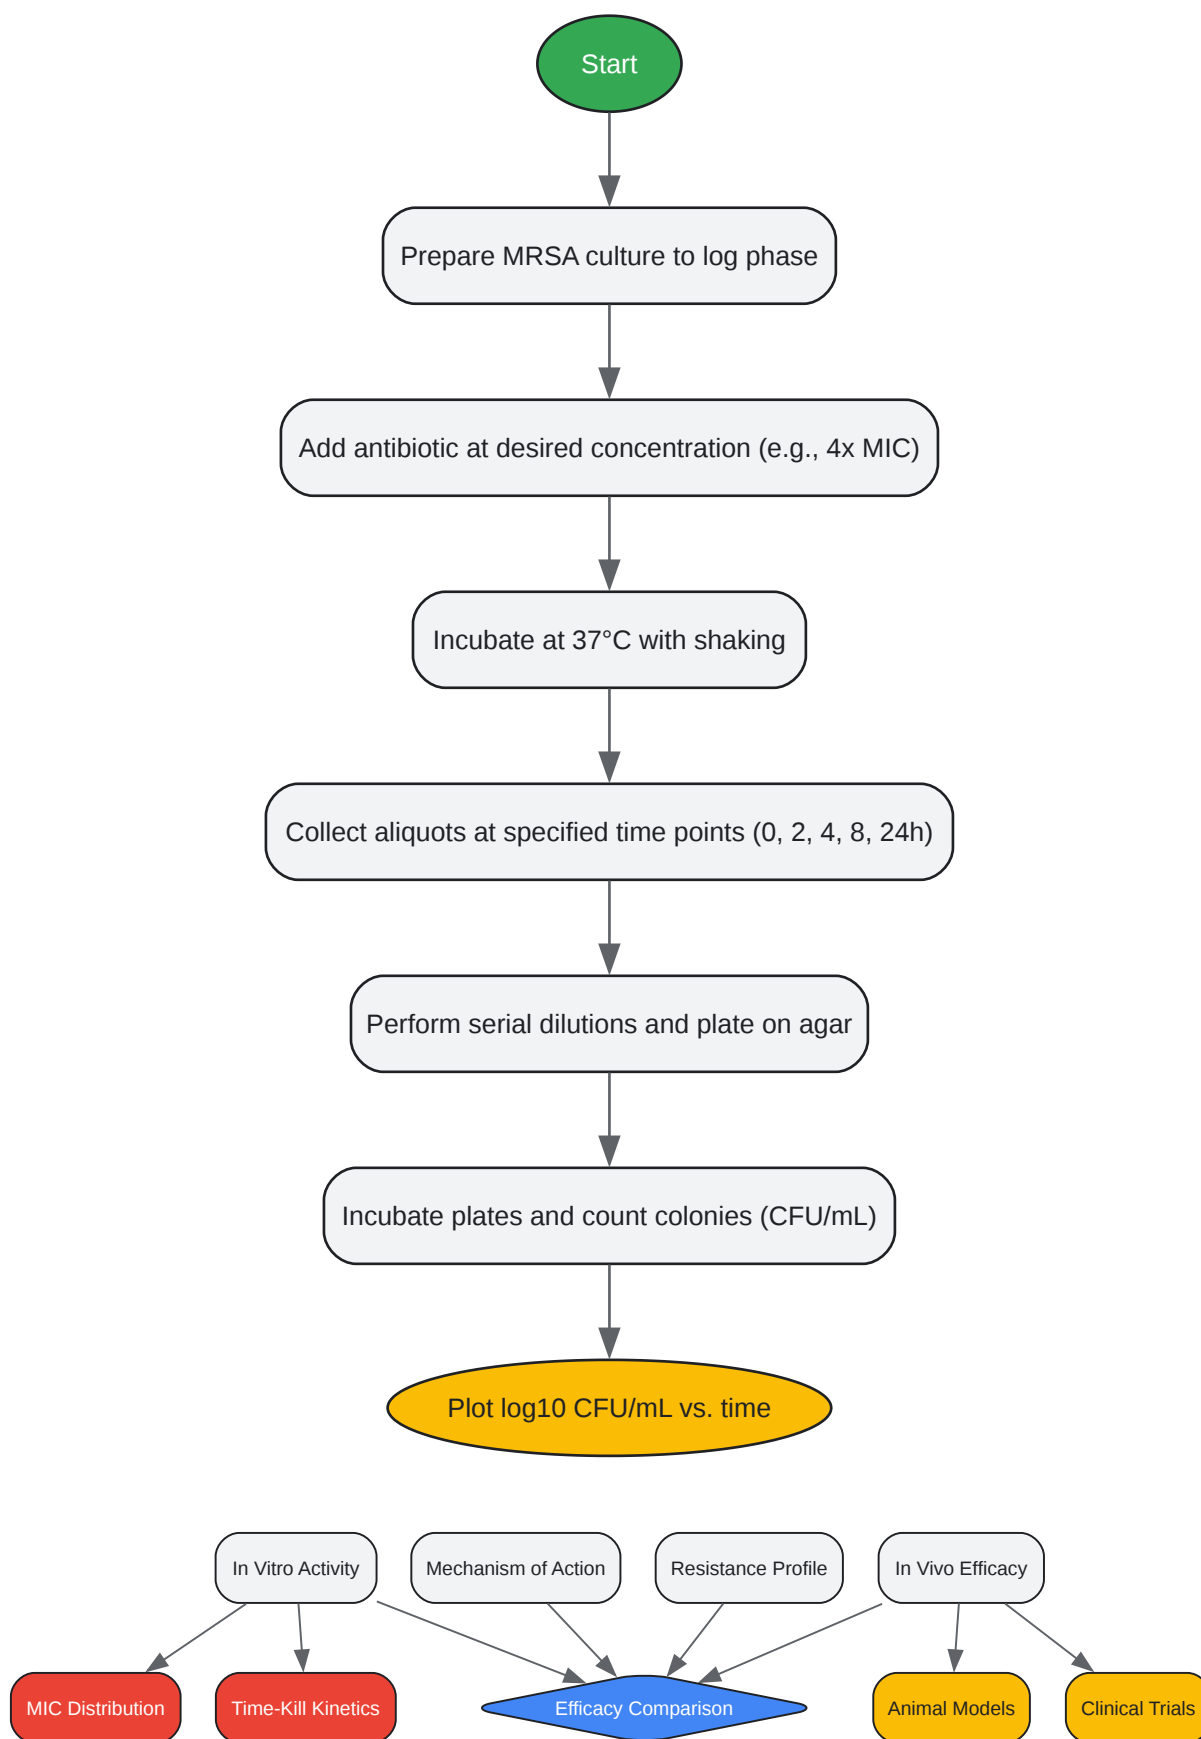 Start
Prepare MRSA culture to log phase
Add antibiotic at desired concentration (e.g., 4x MIC)
Incubate at 37°C with shaking
Collect aliquots at specified time points (0, 2, 4, 8, 24h)
Perform serial dilutions and plate on agar
Incubate plates and count colonies (CFU/mL)
Plot log10 CFU/mL vs. time
In Vitro Activity
Mechanism of Action
Resistance Profile
In Vivo Efficacy
MIC Distribution
Time-Kill Kinetics
Efficacy Comparison
Animal Models
Clinical Trials